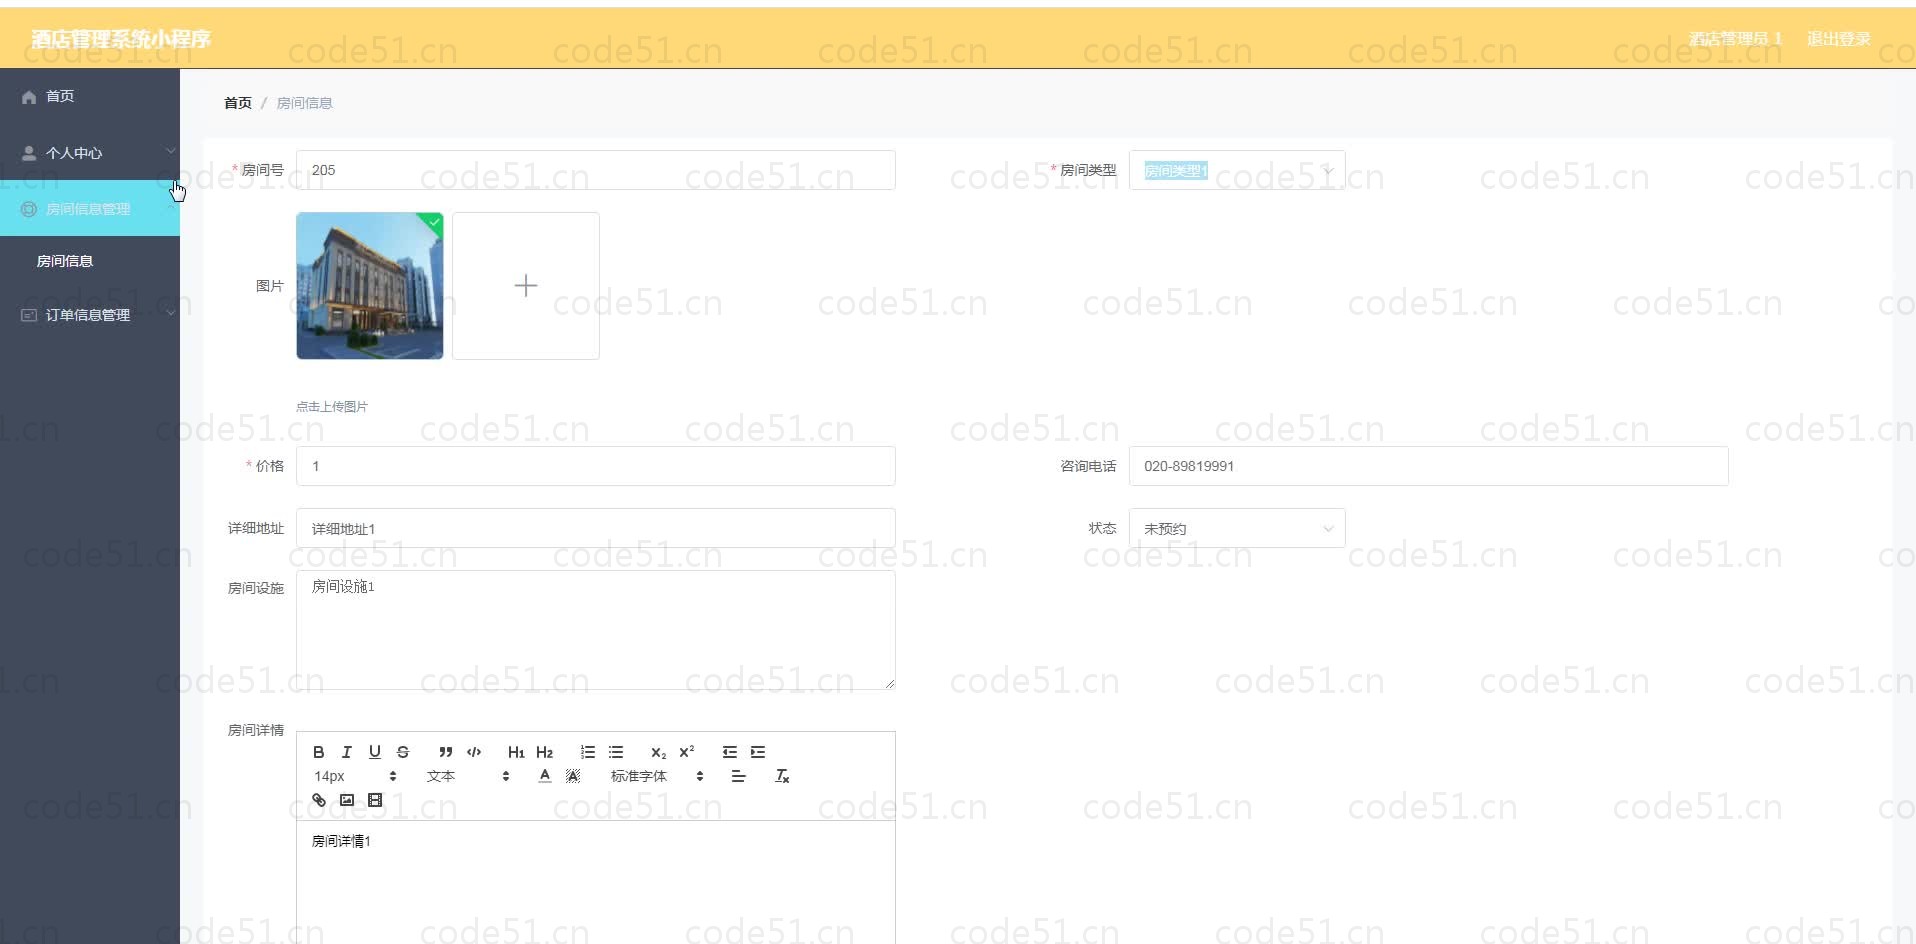 酒店管理系统小程序
酒店管理员 1 退出登录
首页
个人中心
房间信息管理
房间信息
订单信息管理
首页 / 房间信息
* 房间号 205
* 房间类型 房间类型1
图片
点击上传图片
* 价格 1
咨询电话 020-89819991
详细地址 详细地址1
状态 未预约
房间设施 房间设施1
房间详情
B I U S H1 H2 X2 X2
14px 文本 A A 标准字体 Tx
房间详情1
code51.cn